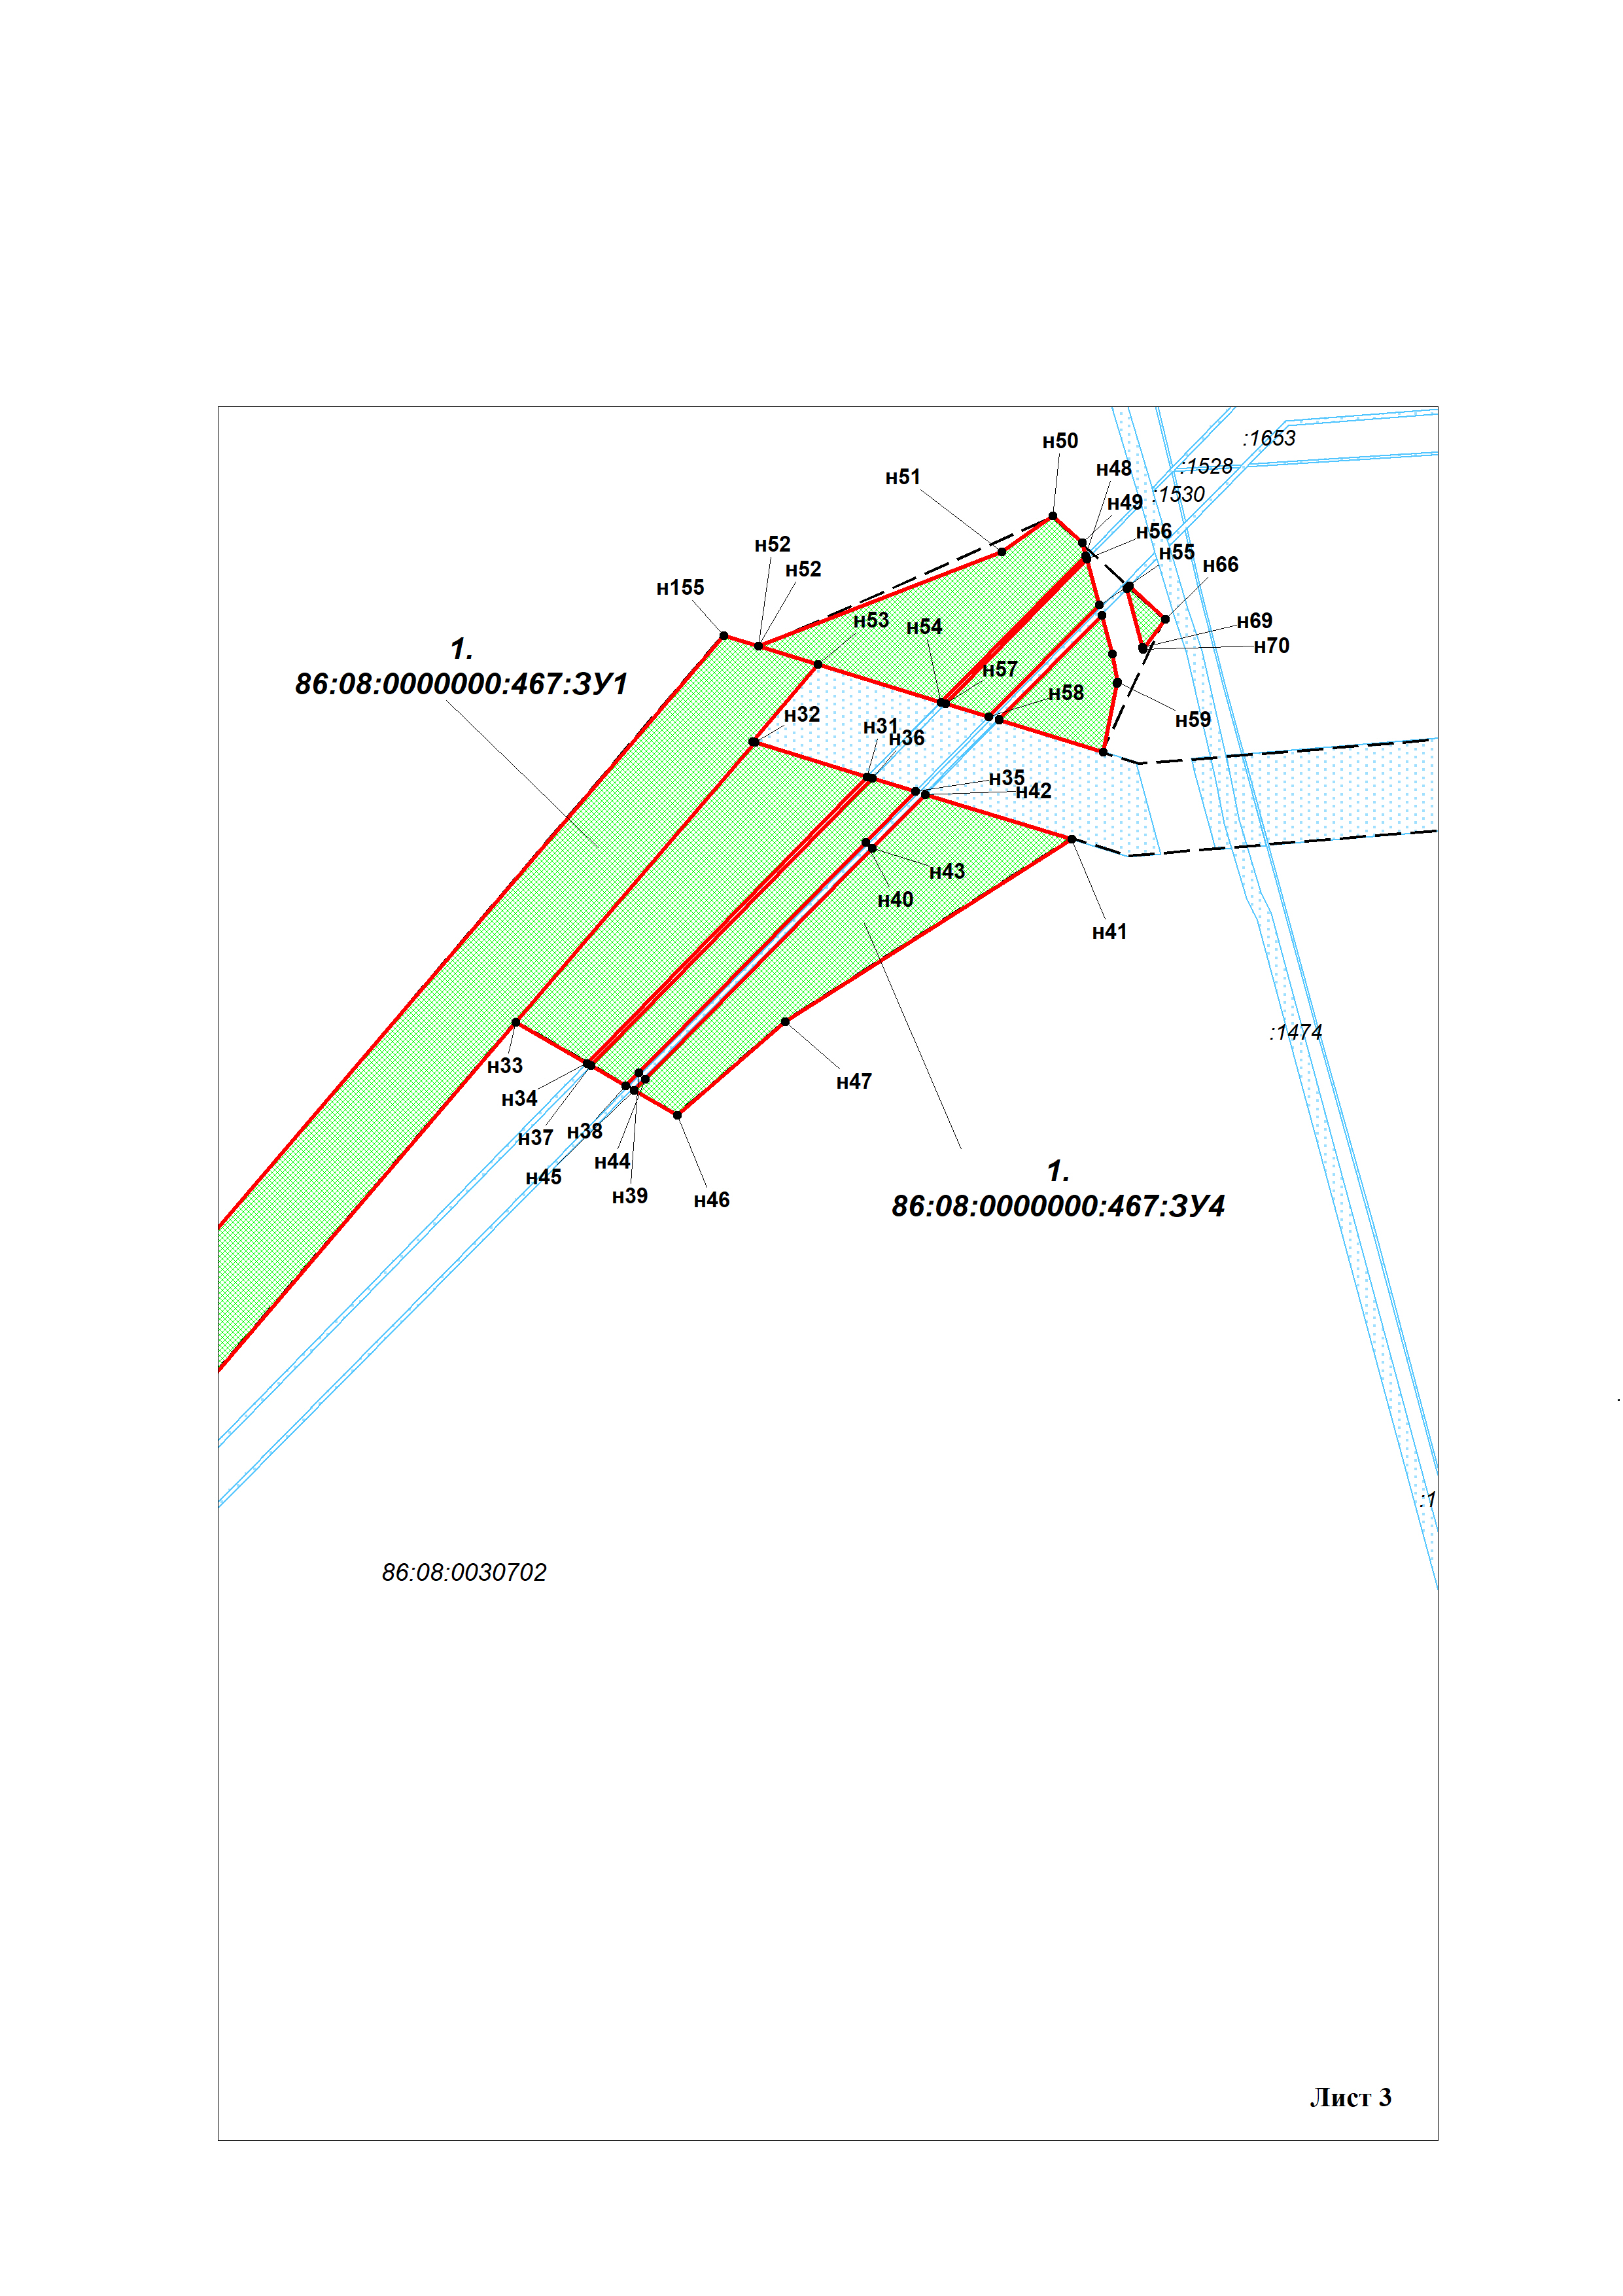 :1653
н50
:1528
н48
н51
:1530
н49
н56
н52
н55
н66
н52
н155
н53
н69
н54
н70
1.
86:08:0000000:467:ЗУ1
н57
н58
н32
н59
н31
н36
н35
н42
н43
н40
н41
:1474
н33
н47
н34
н38
н37
н44
н45
н39
н46
1.
86:08:0000000:467:ЗУ4
:1
86:08:0030702
Лист 3